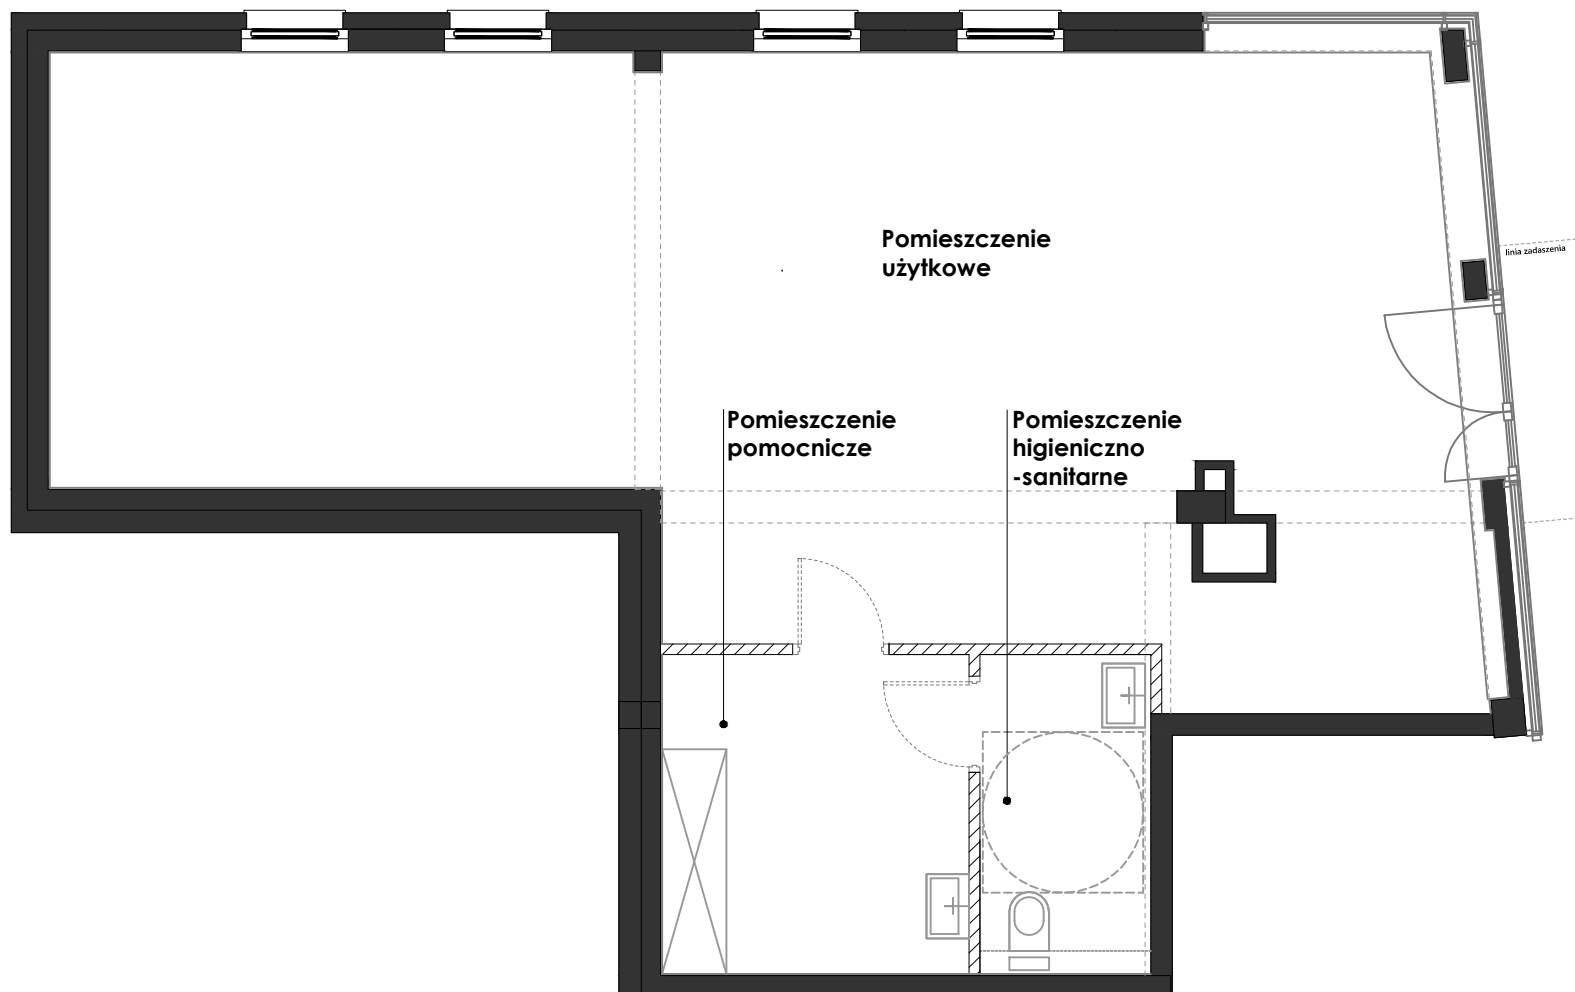 Pomieszczenie
użytkowe
linia zadaszenia
Pomieszczenie
pomocnicze
Pomieszczenie
higieniczno
-sanitarne